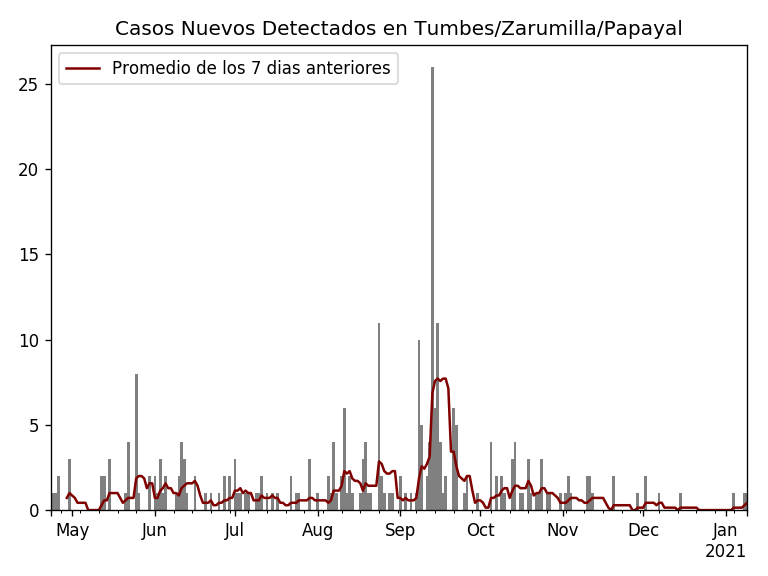 Casos Nuevos Detectados en Tumbes/Zarumilla/Papayal
Promedio de los 7 dias anteriores
25
20
15
10
5
0
May Jun Jul Aug Sep Oct Nov Dec Jan
2021